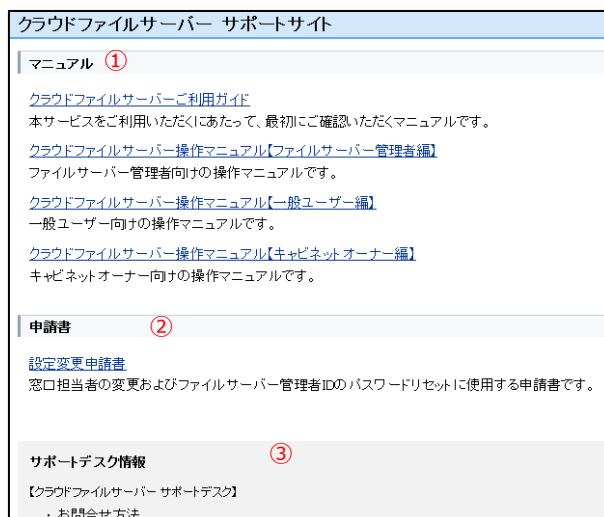 クラウドファイルサーバー サポートサイト
マニュアル ①
クラウドファイルサーバーご利用ガイド
本サービスをご利用いただくにあたって、最初にご確認いただくマニュアルです。
クラウドファイルサーバー操作マニュアル【ファイルサーバー管理者編】
ファイルサーバー管理者向けの操作マニュアルです。
クラウドファイルサーバー操作マニュアル【一般ユーザー編】
一般ユーザー向けの操作マニュアルです。
クラウドファイルサーバー操作マニュアル【キャビネットオーナー編】
キャビネットオーナー向けの操作マニュアルです。
申請書 ②
設定変更申請書
窓口担当者の変更およびファイルサーバー管理者IDのパスワードリセットに使用する申請書です。
サポートデスク情報 ③
【クラウドファイルサーバー サポートデスク】
・お問合せ方法